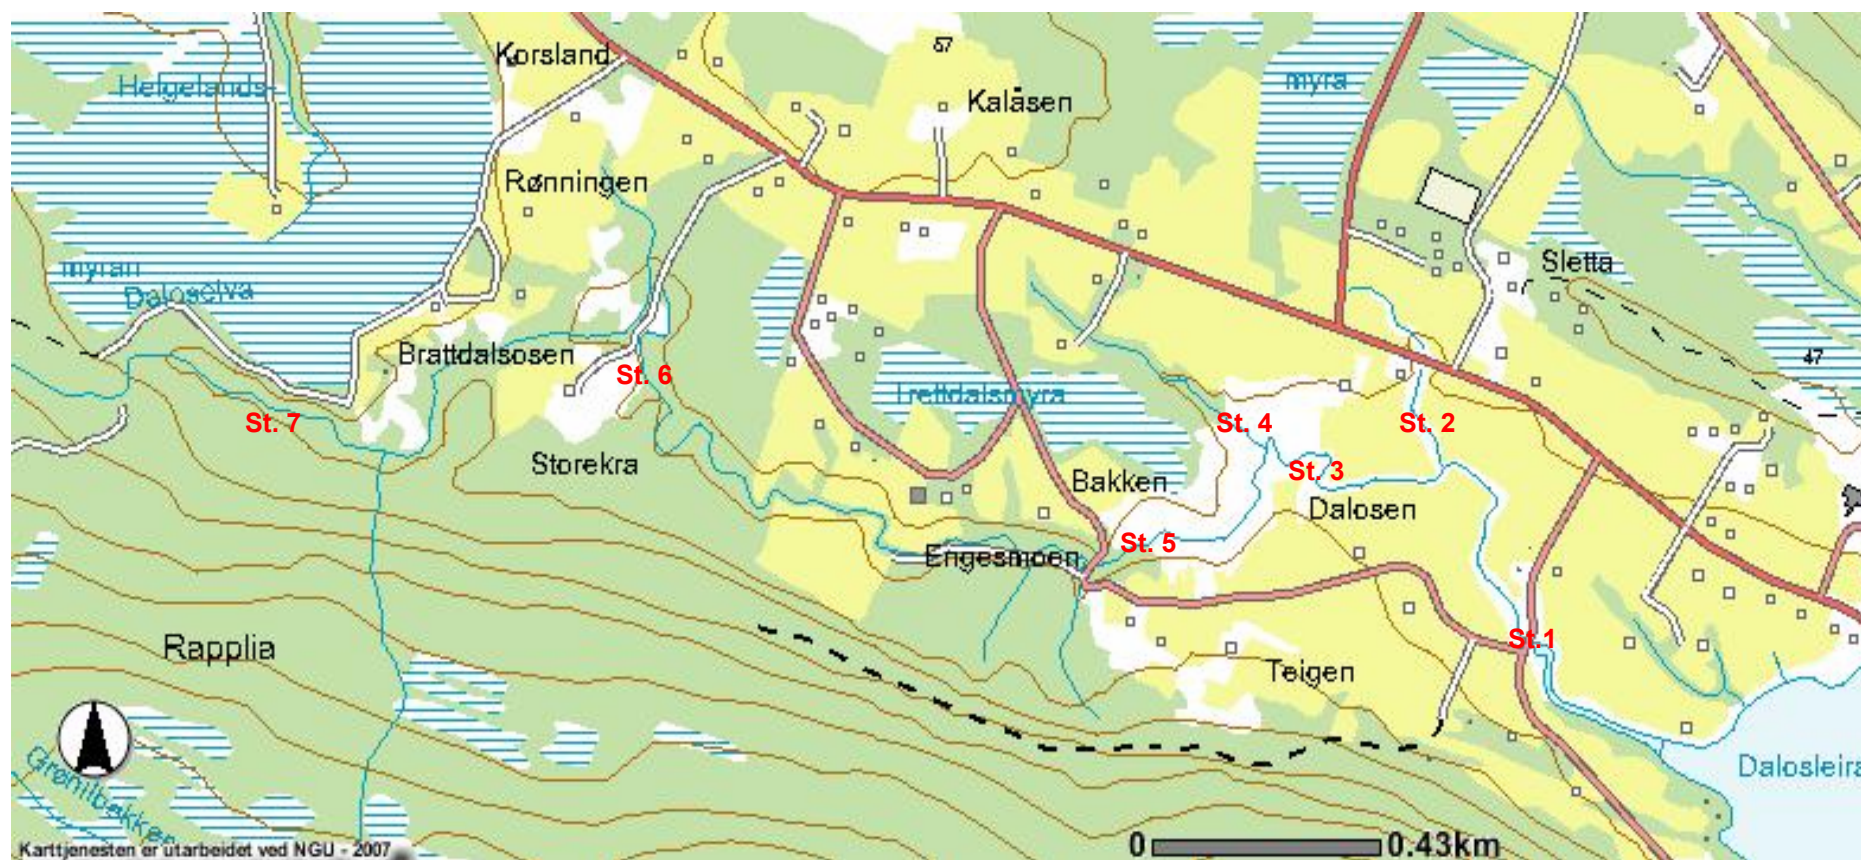 Korsland
57
Helgelands-
myra
Kalåsen
Rønningen
Sletta
myran
Daloselva
Brattdalsosen
47
St. 6
Trettdalsmyra
St. 7
St. 4
St. 2
Storekra
St. 3
Bakken
Dalosen
St. 5
Engesmoen
Rapplia
St.1
Teigen
Dalosleira
Grømilbekken
0 0.43km
Karttjenesten er utarbeidet ved NGU - 2007